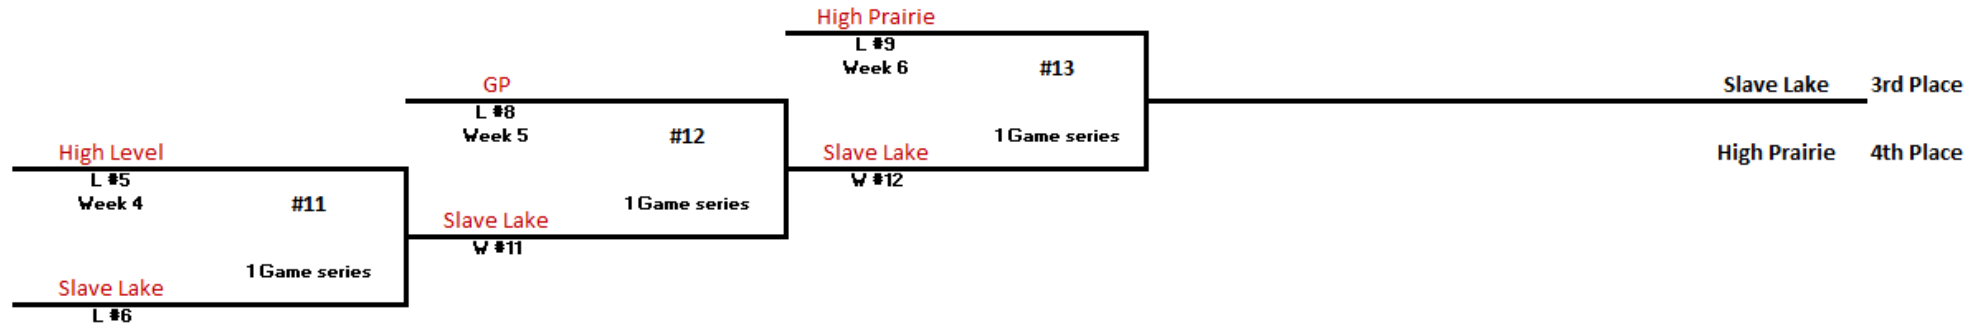 High Prairie
L #9
Week 6
#13
1 Game series
Slave Lake
W #12
GP
L #8
Week 5
#12
1 Game series
Slave Lake
W #11
High Level
L #5
Week 4
#11
1 Game series
Slave Lake
L #6
Slave Lake 3rd Place
High Prairie 4th Place